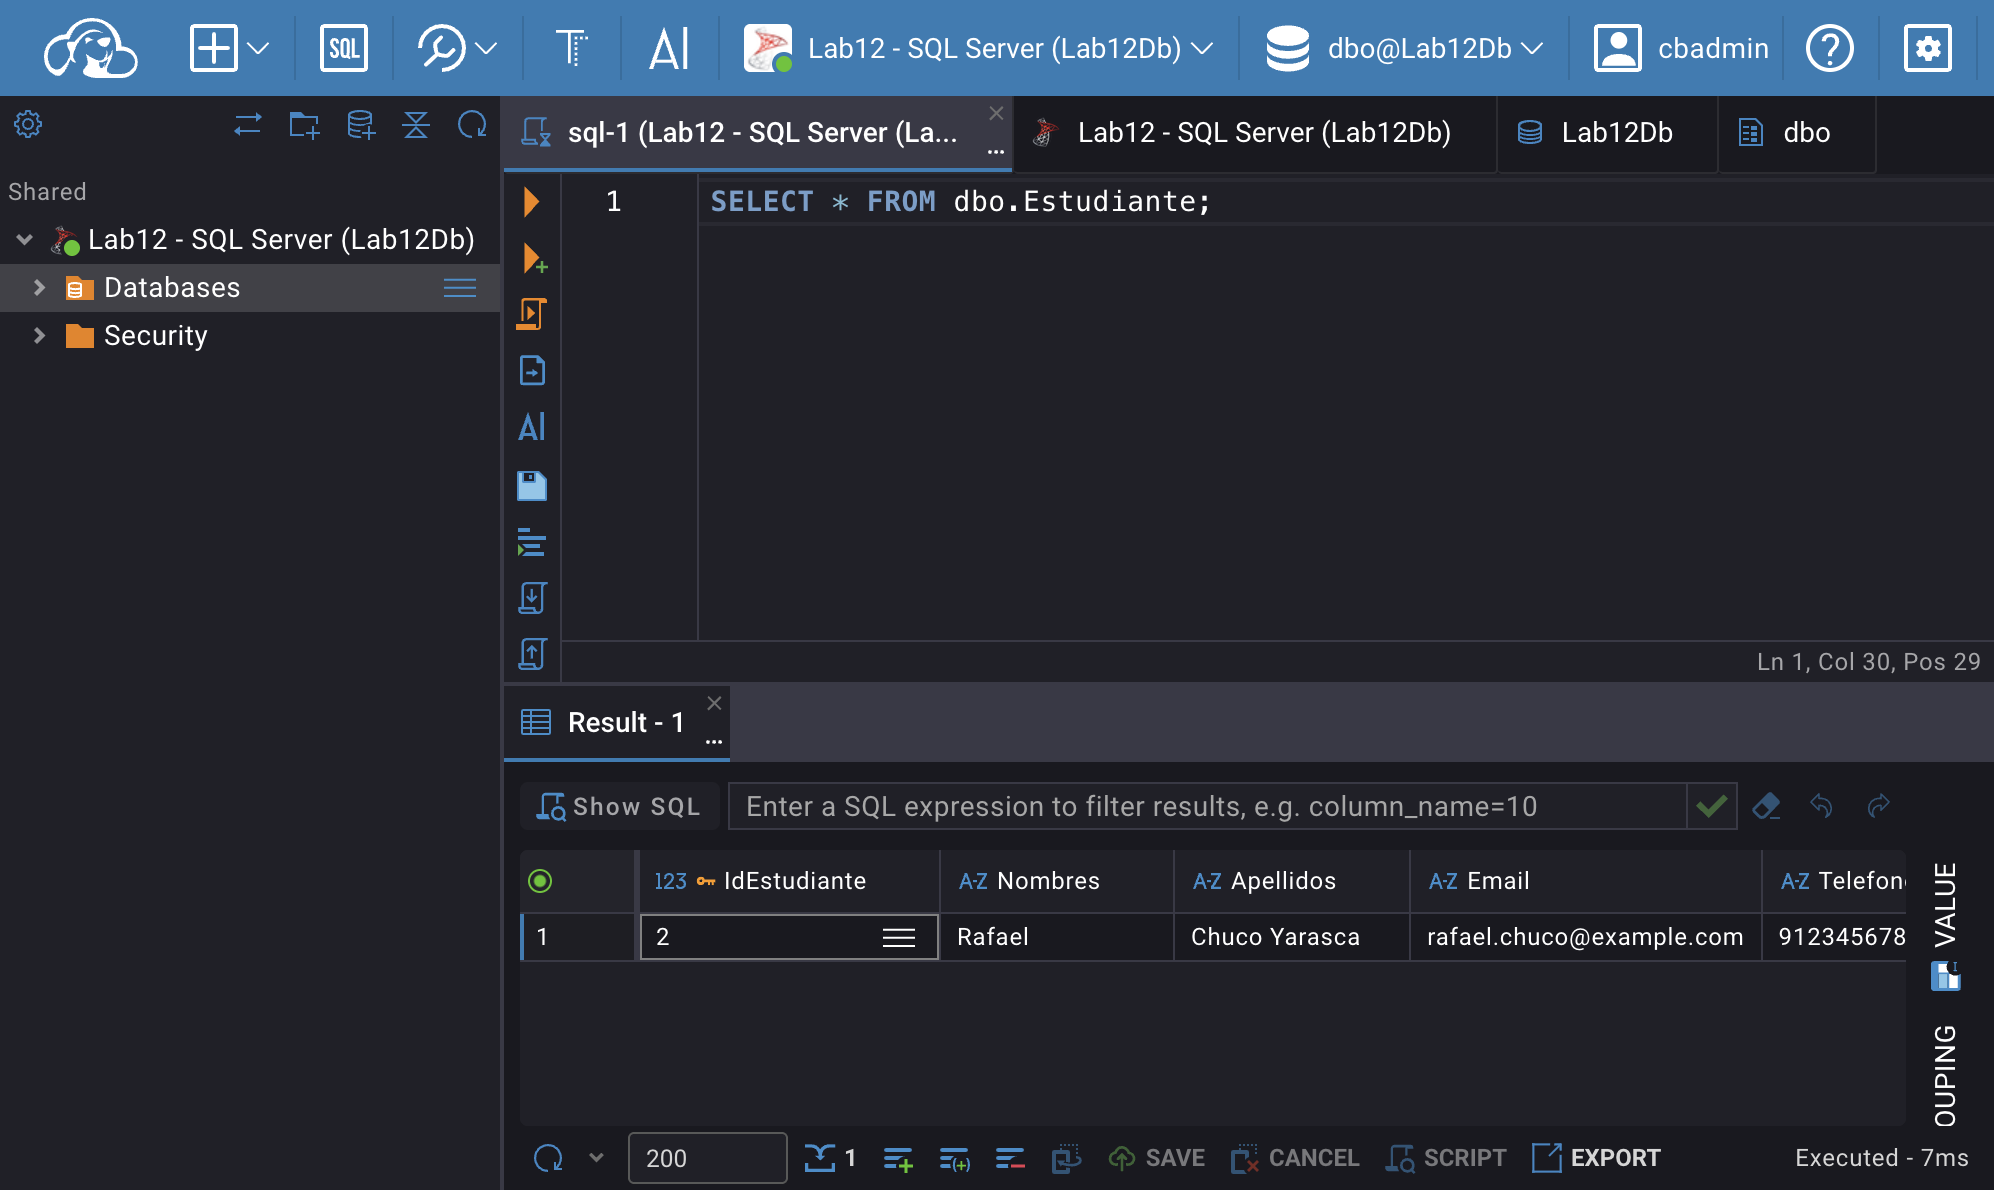 SQL
AI
Lab12 - SQL Server (Lab12Db)
dbo@Lab12Db
cbadmin
?
sql-1 (Lab12 - SQL Server (La...
Lab12 - SQL Server (Lab12Db)
Lab12Db
dbo
Shared
Lab12 - SQL Server (Lab12Db)
Databases
Security
1
SELECT * FROM dbo.Estudiante;
AI
Ln 1, Col 30, Pos 29
Result - 1
Show SQL
Enter a SQL expression to filter results, e.g. column_name=10
123 IdEstudiante
A-Z Nombres
A-Z Apellidos
A-Z Email
A-Z Telefon
1
2
Rafael
Chuco Yarasca
rafael.chuco@example.com
912345678
VALUE
OUPING
200
1
SAVE
CANCEL
SCRIPT
EXPORT
Executed - 7ms